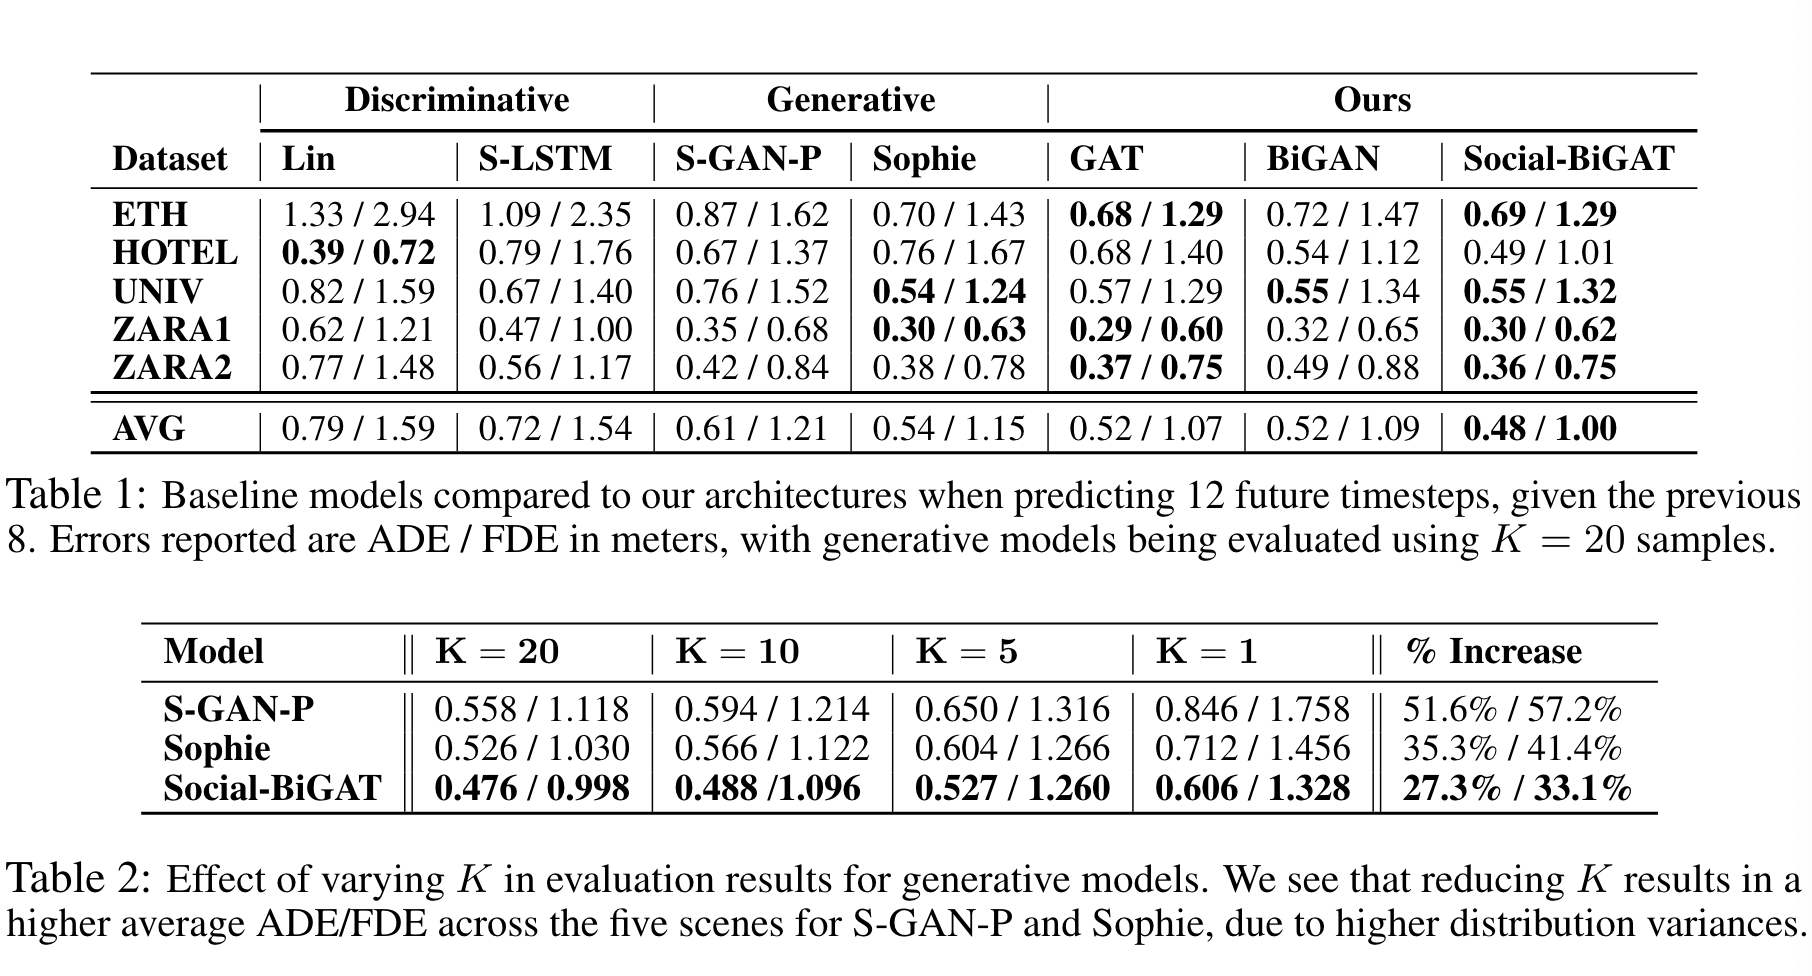 Discriminative Generative Ours
Dataset Lin S-LSTM S-GAN-P Sophie GAT BiGAN Social-BiGAT
ETH 1.33 / 2.94 1.09 / 2.35 0.87 / 1.62 0.70 / 1.43 0.68 / 1.29 0.72 / 1.47 0.69 / 1.29
HOTEL 0.39 / 0.72 0.79 / 1.76 0.67 / 1.37 0.76 / 1.67 0.68 / 1.40 0.54 / 1.12 0.49 / 1.01
UNIV 0.82 / 1.59 0.67 / 1.40 0.76 / 1.52 0.54 / 1.24 0.57 / 1.29 0.55 / 1.34 0.55 / 1.32
ZARA1 0.62 / 1.21 0.47 / 1.00 0.35 / 0.68 0.30 / 0.63 0.29 / 0.60 0.32 / 0.65 0.30 / 0.62
ZARA2 0.77 / 1.48 0.56 / 1.17 0.42 / 0.84 0.38 / 0.78 0.37 / 0.75 0.49 / 0.88 0.36 / 0.75
AVG 0.79 / 1.59 0.72 / 1.54 0.61 / 1.21 0.54 / 1.15 0.52 / 1.07 0.52 / 1.09 0.48 / 1.00
Table 1: Baseline models compared to our architectures when predicting 12 future timesteps, given the previous
8. Errors reported are ADE / FDE in meters, with generative models being evaluated using K = 20 samples.
Model K = 20 K = 10 K = 5 K = 1 % Increase
S-GAN-P 0.558 / 1.118 0.594 / 1.214 0.650 / 1.316 0.846 / 1.758 51.6% / 57.2%
Sophie 0.526 / 1.030 0.566 / 1.122 0.604 / 1.266 0.712 / 1.456 35.3% / 41.4%
Social-BiGAT 0.476 / 0.998 0.488 /1.096 0.527 / 1.260 0.606 / 1.328 27.3% / 33.1%
Table 2: Effect of varying K in evaluation results for generative models. We see that reducing K results in a
higher average ADE/FDE across the five scenes for S-GAN-P and Sophie, due to higher distribution variances.